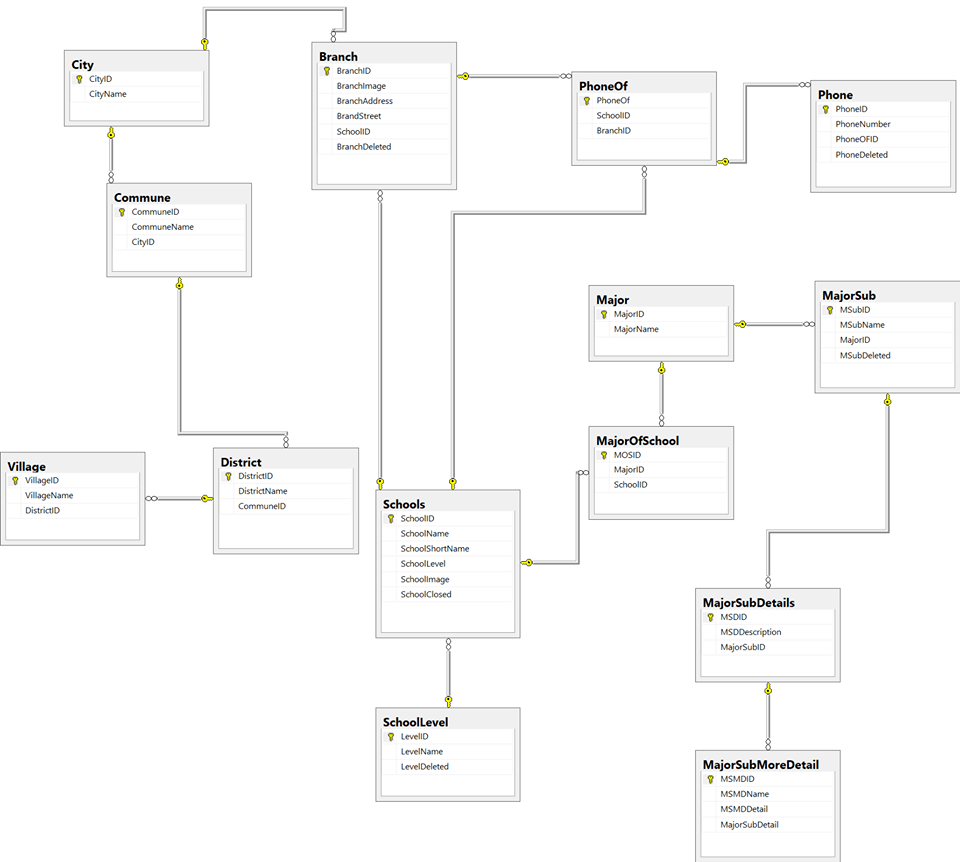 City
CityID
CityName
Branch
BranchID
BranchImage
BranchAddress
BrandStreet
SchoolID
BranchDeleted
PhoneOf
PhoneOf
SchoolID
BranchID
Phone
PhoneID
PhoneNumber
PhoneOFID
PhoneDeleted
Commune
CommuneID
CommuneName
CityID
Major
MajorID
MajorName
MajorSub
MSubID
MSubName
MajorID
MSubDeleted
Village
VillageID
VillageName
DistrictID
District
DistrictID
DistrictName
CommuneID
MajorOfSchool
MOSID
MajorID
SchoolID
Schools
SchoolID
SchoolName
SchoolShortName
SchoolLevel
SchoolImage
SchoolClosed
MajorSubDetails
MSDID
MSDDescription
MajorSubID
SchoolLevel
LevelID
LevelName
LevelDeleted
MajorSubMoreDetail
MSMDID
MSMDName
MSMDDetail
MajorSubDetail